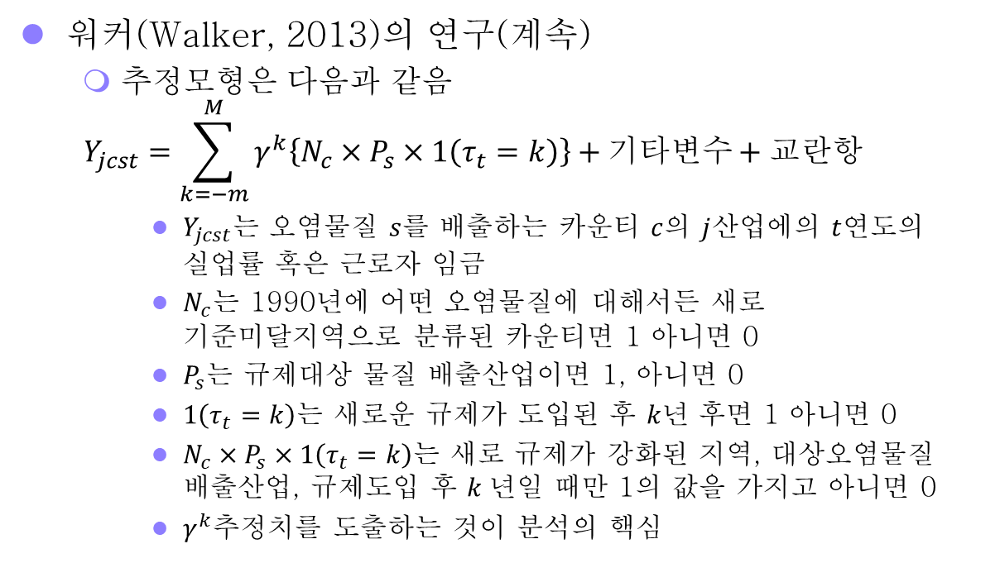 워커(Walker, 2013)의 연구(계속)
추정모형은 다음과 같음
$Y_{jcst} = \sum_{k=-m}^{M} \gamma^k \{N_c \times P_s \times 1(\tau_t = k)\} + 기타변수 + 교란항$
$Y_{jcst}$는 오염물질 $s$를 배출하는 카운티 $c$의 $j$산업에의 $t$연도의
실업률 혹은 근로자 임금
$N_c$는 1990년에 어떤 오염물질에 대해서든 새로
기준미달지역으로 분류된 카운티면 1 아니면 0
$P_s$는 규제대상 물질 배출산업이면 1, 아니면 0
$1(\tau_t = k)$는 새로운 규제가 도입된 후 $k$년 후면 1 아니면 0
$N_c \times P_s \times 1(\tau_t = k)$는 새로 규제가 강화된 지역, 대상오염물질
배출산업, 규제도입 후 $k$ 년일 때만 1의 값을 가지고 아니면 0
$\gamma^k$추정치를 도출하는 것이 분석의 핵심